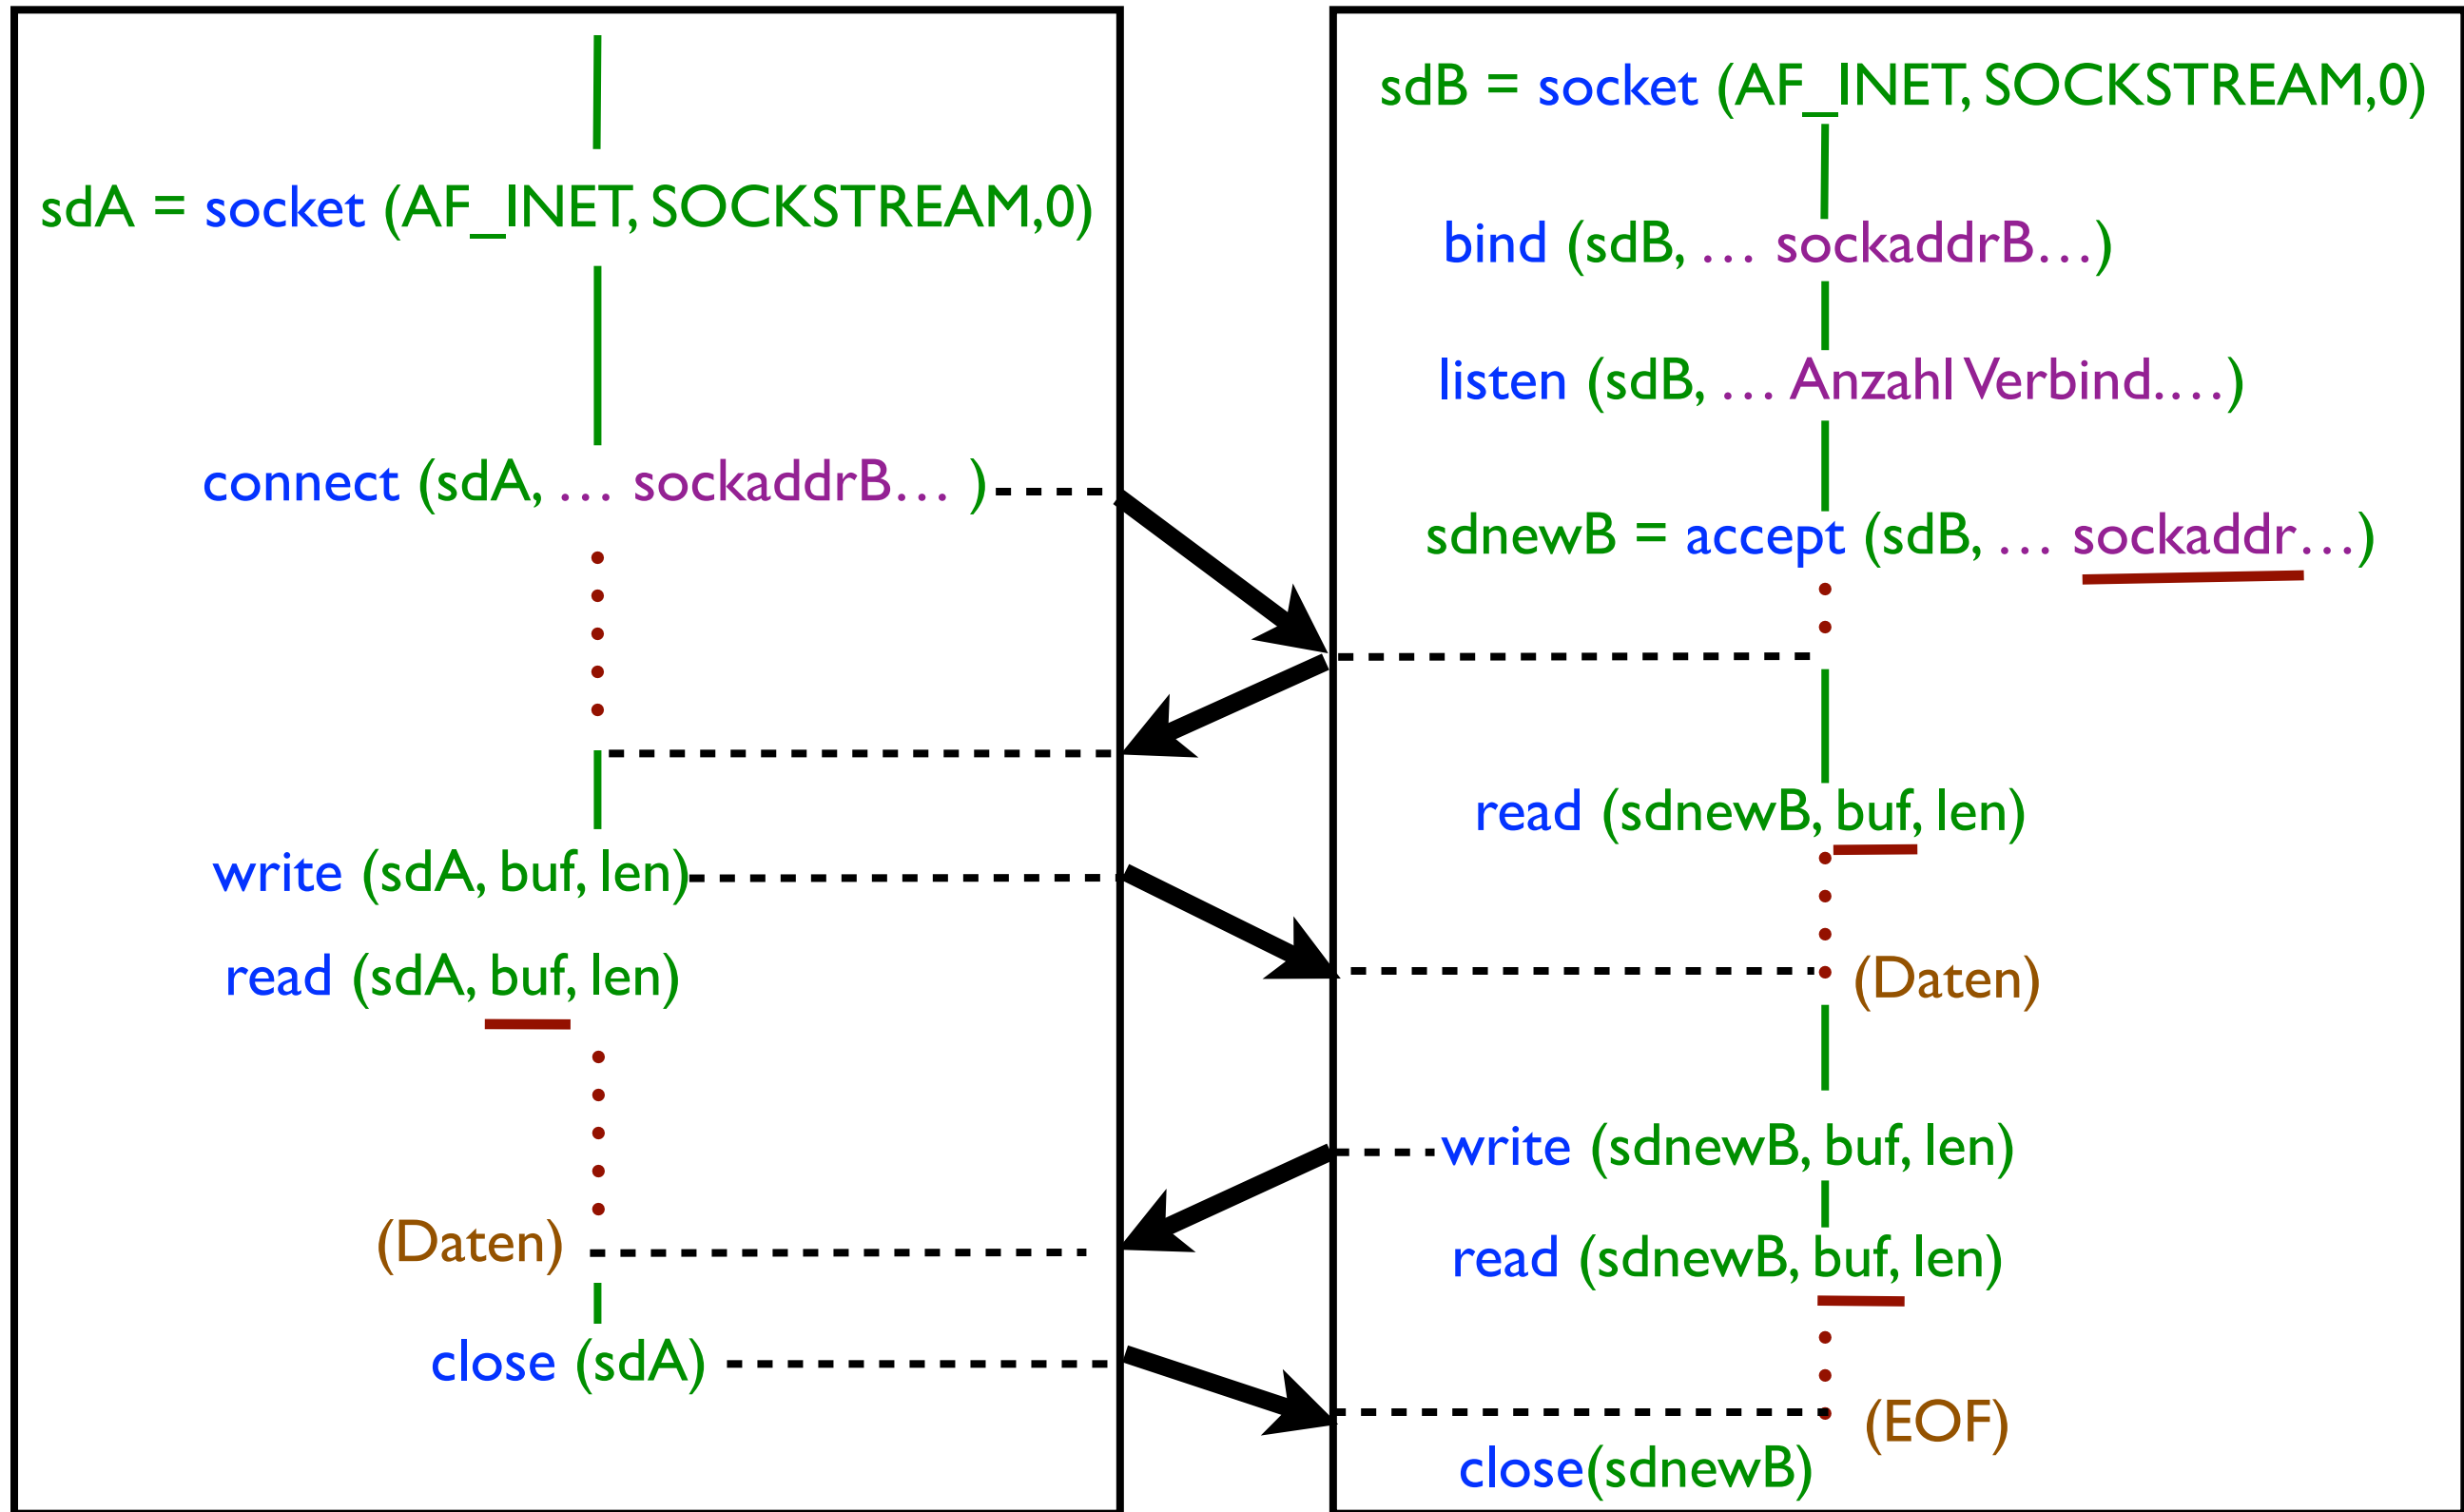 sdA = socket (AF_INET, SOCKSTREAM,0)
connect (sdA, ... sockaddrB... )
write (sdA, buf, len)
read (sdA, buf, len)
(Daten)
close (sdA)
sdB = socket (AF_INET, SOCKSTREAM,0)
bind (sdB, ... sockaddrB...)
listen (sdB, ... Anzahl Verbind....)
sdnewB = accept (sdB, ... sockaddr...)
read (sdnewB, buf, len)
(Daten)
write (sdnewB, buf, len)
read (sdnewB, buf, len)
(EOF)
close(sdnewB)